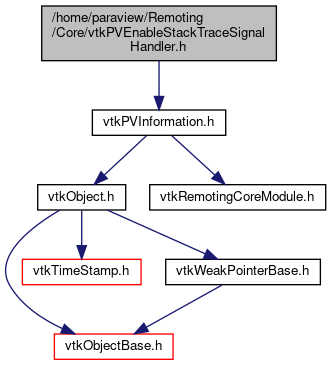 /home/paraview/Remoting
/Core/vtkPVEnableStackTraceSignal
Handler.h
vtkPVInformation.h
vtkObject.h
vtkRemotingCoreModule.h
vtkTimeStamp.h
vtkWeakPointerBase.h
vtkObjectBase.h